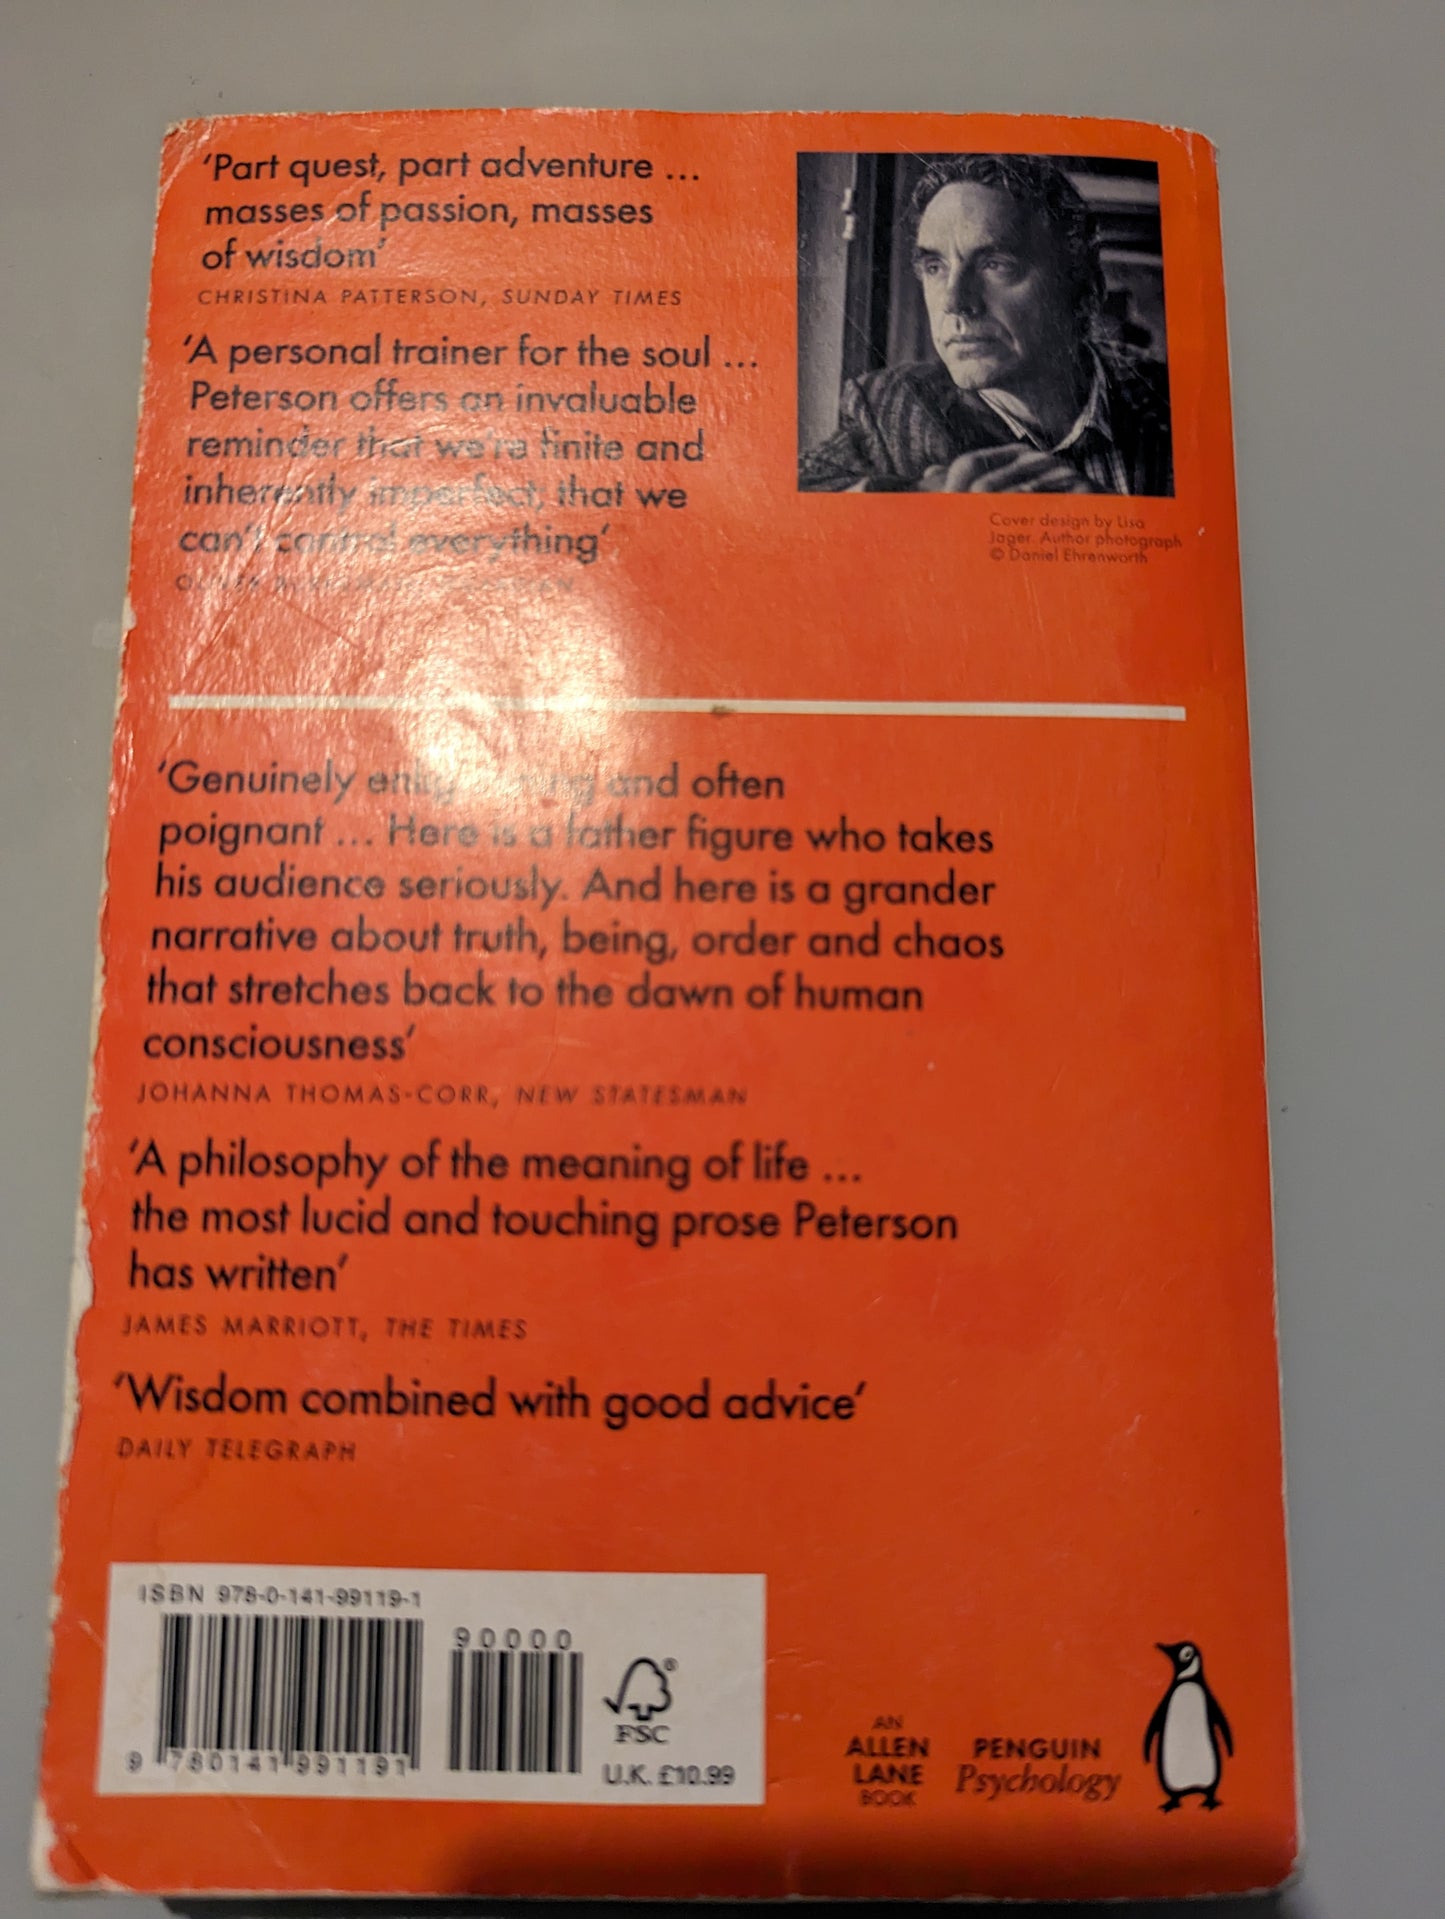 ‘Part quest, part adventure ...
masses of passion, masses
of wisdom’
CHRISTINA PATTERSON, SUNDAY TIMES
‘A personal trainer for the soul ...
Peterson offers an invaluable
reminder that we’re finite and
inherently imperfect, that we
can’t control everything’
Cover design by Lisa
Jager. Author photograph
© Daniel Ehrenworth
‘Genuinely and often
poignant ... Here is a father figure who takes
his audience seriously. And here is a grander
narrative about truth, being, order and chaos
that stretches back to the dawn of human
consciousness’
JOHANNA THOMAS-CORR, NEW STATESMAN
‘A philosophy of the meaning of life ...
the most lucid and touching prose Peterson
has written’
JAMES MARRIOTT, THE TIMES
‘Wisdom combined with good advice’
DAILY TELEGRAPH
ISBN 978-0-141-99119-1
90000
9 780141 991191
FSC®
U.K. £10.99
AN
ALLEN
LANE
BOOK
PENGUIN
Psychology